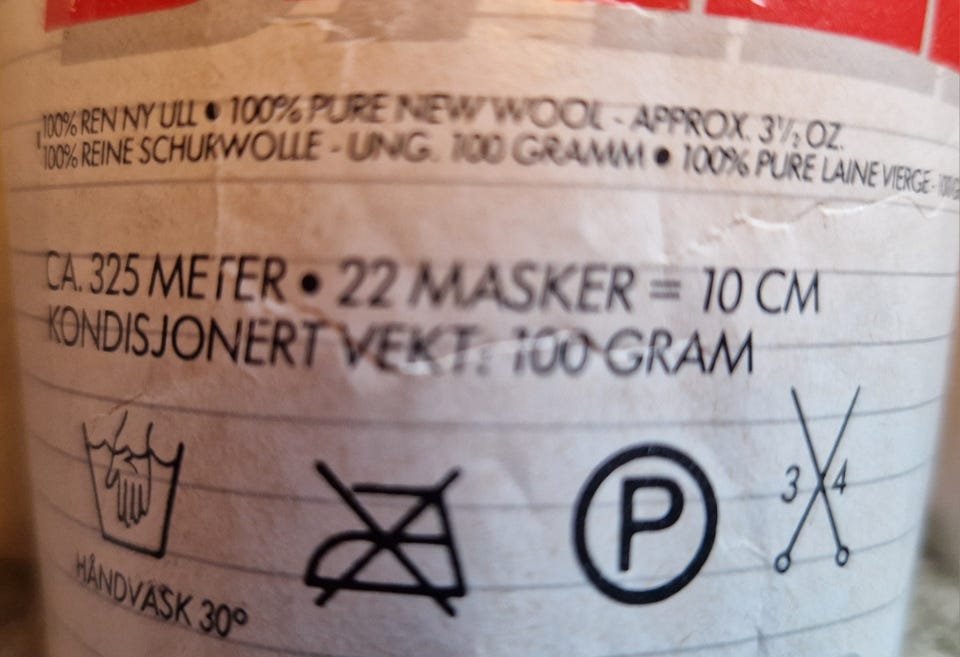 100% REN NY ULL • 100% PURE NEW WOOL - APPROX. 3½ OZ.
100% REINE SCHURWOLLE - UNG. 100 GRAMM • 100% PURE LAINE VIERGE -
CA. 325 METER • 22 MASKER = 10 CM
KONDISJONERT VEKT: 100 GRAM
P
3 4
HÅNDVASK 30°